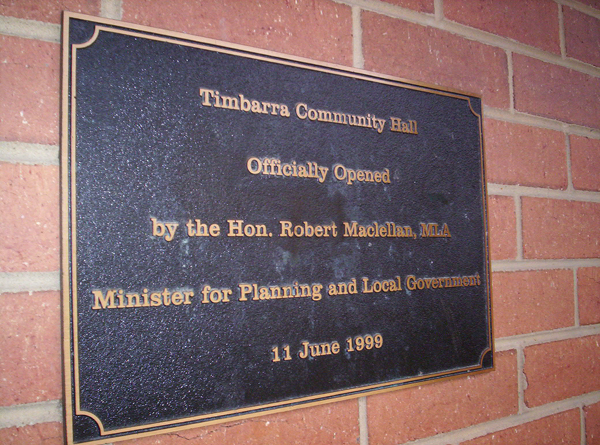 Timbarra Community Hall
Officially Opened
by the Hon. Robert Maclellan, MLA
Minister for Planning and Local Government
11 June 1999